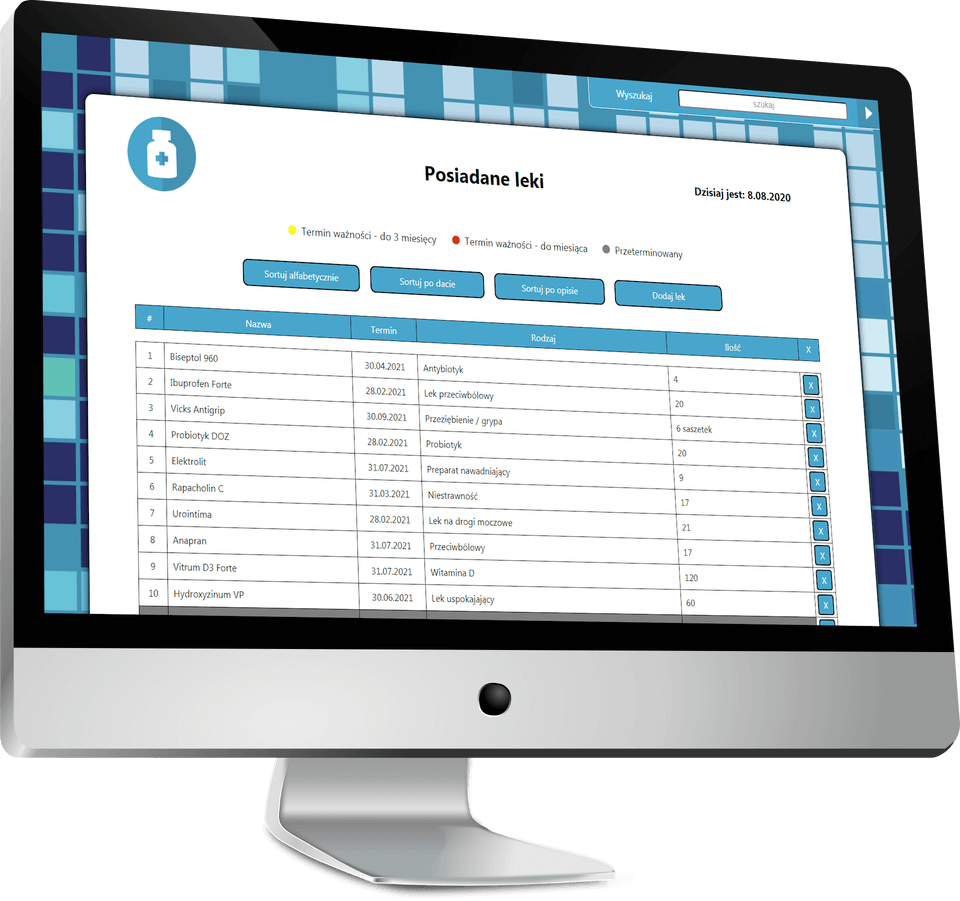 Wyszukaj szukaj
Posiadane leki
Dzisiaj jest: 8.08.2020
Termin ważności - do 3 miesięcy Termin ważności - do miesiąca Przeterminowany
Sortuj alfabetycznie Sortuj po dacie Sortuj po opisie Dodaj lek
# Nazwa Termin Rodzaj Ilość X
1 Biseptol 960 30.04.2021 Antybiotyk 4 X
2 Ibuprofen Forte 28.02.2021 Lek przeciwbólowy 20 X
3 Vicks Antigrip 30.09.2021 Przeziębienie / grypa 6 saszetek X
4 Probiotyk DOZ 28.02.2021 Probiotyk 20 X
5 Elektrolit 31.07.2021 Preparat nawadniający 9 X
6 Rapacholin C 31.03.2021 Niestrawność 17 X
7 Urointima 28.02.2021 Lek na drogi moczowe 21 X
8 Anapran 31.07.2021 Przeciwbólowy 17 X
9 Vitrum D3 Forte 31.07.2021 Witamina D 120 X
10 Hydroxyzinum VP 30.06.2021 Lek uspokajający 60 X